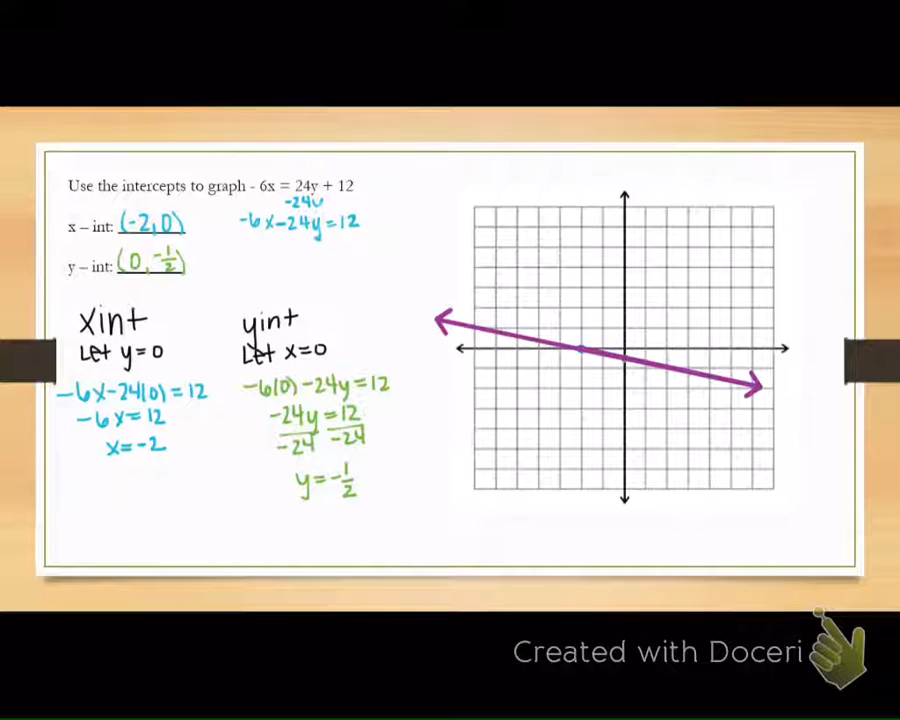 Use the intercepts to graph - 6x = 24y + 12
-24y
x – int: (-2,0)
-6x-24y=12
y – int: (0,-1/2)
xint
Let y=0
-6x-24(0)=12
-6x=12
x=-2
yint
Let x=0
-6(0)-24y=12
-24y=12
-24 -24
y=-1/2
Created with Doceri